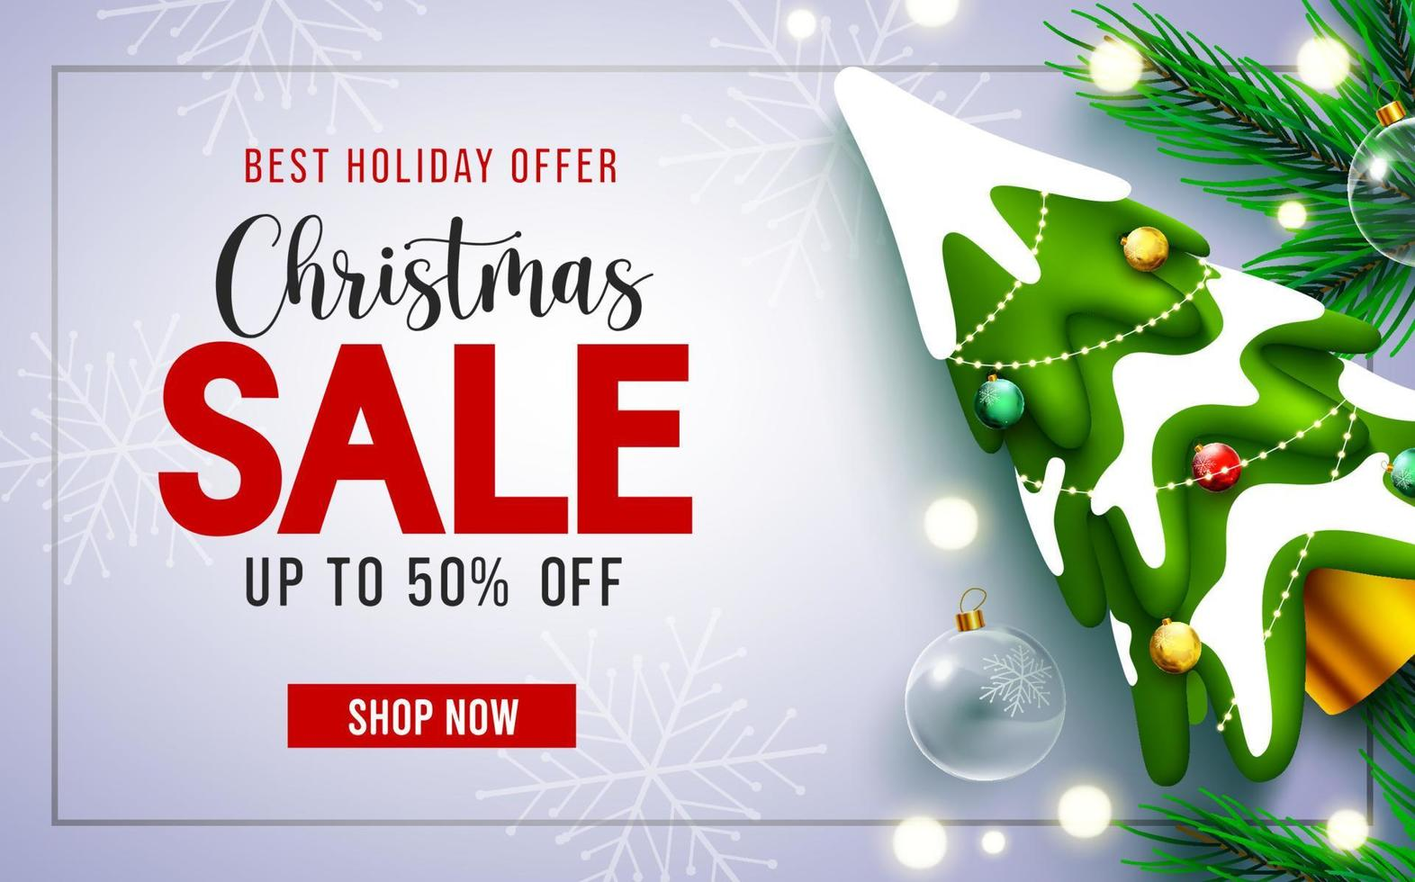 BEST HOLIDAY OFFER
Christmas
SALE
UP TO 50% OFF
SHOP NOW